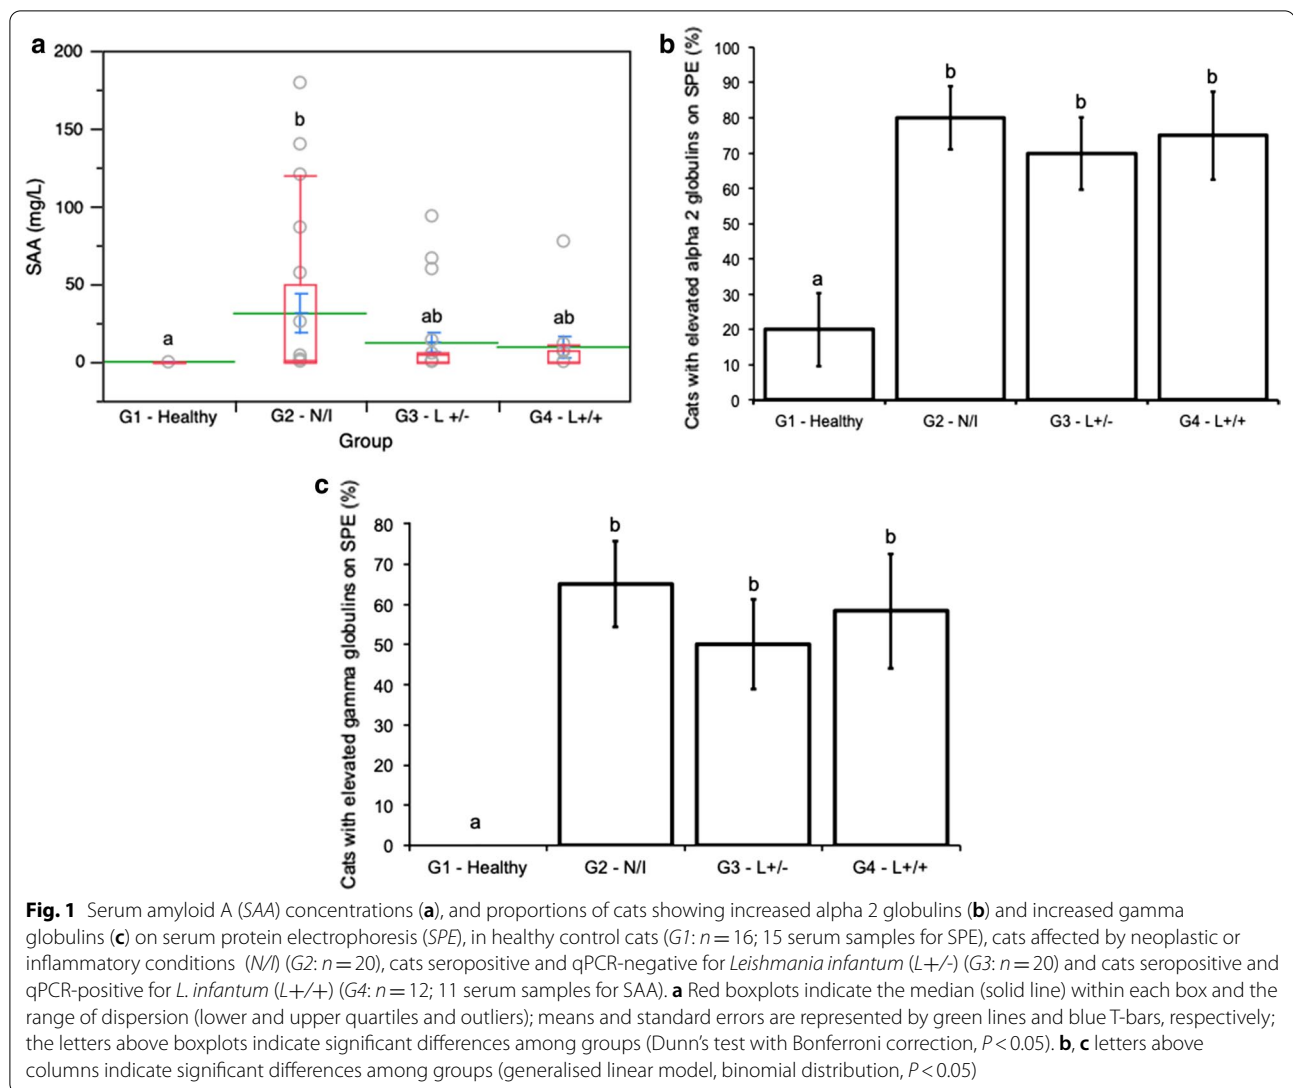 a
200
150
100
50
0
SAA (mg/L)
b
a
ab
ab
G1 - Healthy
G2 - N/I
G3 - L +/-
G4 - L+/+
Group
b
Cats with elevated alpha 2 globulins on SPE (%)
100
90
80
70
60
50
40
30
20
10
0
a
b
b
b
G1 - Healthy
G2 - N/I
G3 - L+/-
G4 - L+/+
c
Cats with elevated gamma globulins on SPE (%)
80
70
60
50
40
30
20
10
0
a
b
b
b
G1 - Healthy
G2 - N/I
G3 - L+/-
G4 - L+/+
Fig. 1 Serum amyloid A (SAA) concentrations (a), and proportions of cats showing increased alpha 2 globulins (b) and increased gamma
globulins (c) on serum protein electrophoresis (SPE), in healthy control cats (G1: n = 16; 15 serum samples for SPE), cats affected by neoplastic or
inflammatory conditions (N/I) (G2: n = 20), cats seropositive and qPCR-negative for Leishmania infantum (L+/-) (G3: n = 20) and cats seropositive and
qPCR-positive for L. infantum (L+/+) (G4: n = 12; 11 serum samples for SAA). a Red boxplots indicate the median (solid line) within each box and the
range of dispersion (lower and upper quartiles and outliers); means and standard errors are represented by green lines and blue T-bars, respectively;
the letters above boxplots indicate significant differences among groups (Dunn's test with Bonferroni correction, P < 0.05). b, c letters above
columns indicate significant differences among groups (generalised linear model, binomial distribution, P < 0.05)